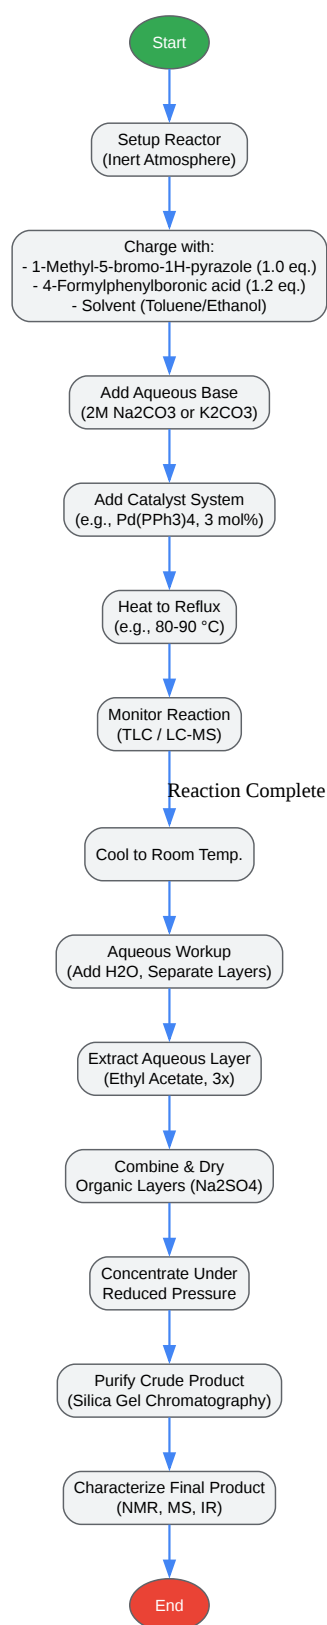 Start
Setup Reactor
(Inert Atmosphere)
Charge with:
- 1-Methyl-5-bromo-1H-pyrazole (1.0 eq.)
- 4-Formylphenylboronic acid (1.2 eq.)
- Solvent (Toluene/Ethanol)
Add Aqueous Base
(2M Na2CO3 or K2CO3)
Add Catalyst System
(e.g., Pd(PPh3)4, 3 mol%)
Heat to Reflux
(e.g., 80-90 °C)
Monitor Reaction
(TLC / LC-MS)
Reaction Complete
Cool to Room Temp.
Aqueous Workup
(Add H2O, Separate Layers)
Extract Aqueous Layer
(Ethyl Acetate, 3x)
Combine & Dry
Organic Layers (Na2SO4)
Concentrate Under
Reduced Pressure
Purify Crude Product
(Silica Gel Chromatography)
Characterize Final Product
(NMR, MS, IR)
End